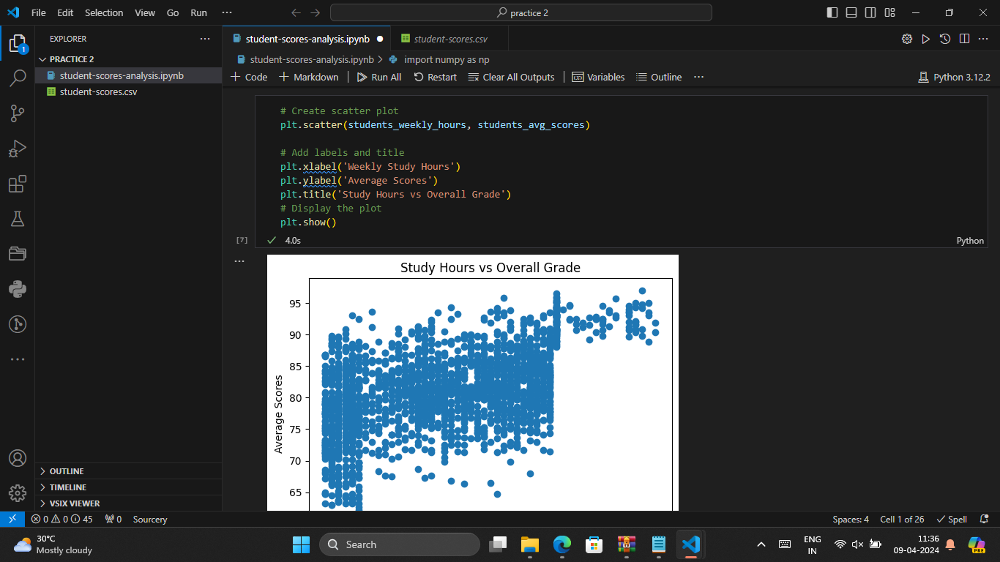 File Edit Selection View Go Run ···
practice 2
EXPLORER ···
PRACTICE 2
student-scores-analysis.ipynb
student-scores.csv
OUTLINE
TIMELINE
VSIX VIEWER
student-scores-analysis.ipynb student-scores.csv
student-scores-analysis.ipynb > import numpy as np
+ Code + Markdown Run All Restart Clear All Outputs Variables Outline ··· Python 3.12.2
# Create scatter plot
plt.scatter(students_weekly_hours, students_avg_scores)
# Add labels and title
plt.xlabel('Weekly Study Hours')
plt.ylabel('Average Scores')
plt.title('Study Hours vs Overall Grade')
# Display the plot
plt.show()
[7] 4.0s Python
Study Hours vs Overall Grade
Average Scores
95
90
85
80
75
70
65
1
0 0 45 0 Sourcery Spaces: 4 Cell 1 of 26 Spell
30°C
Mostly cloudy
Search
ENG
IN
11:36
09-04-2024
PRE